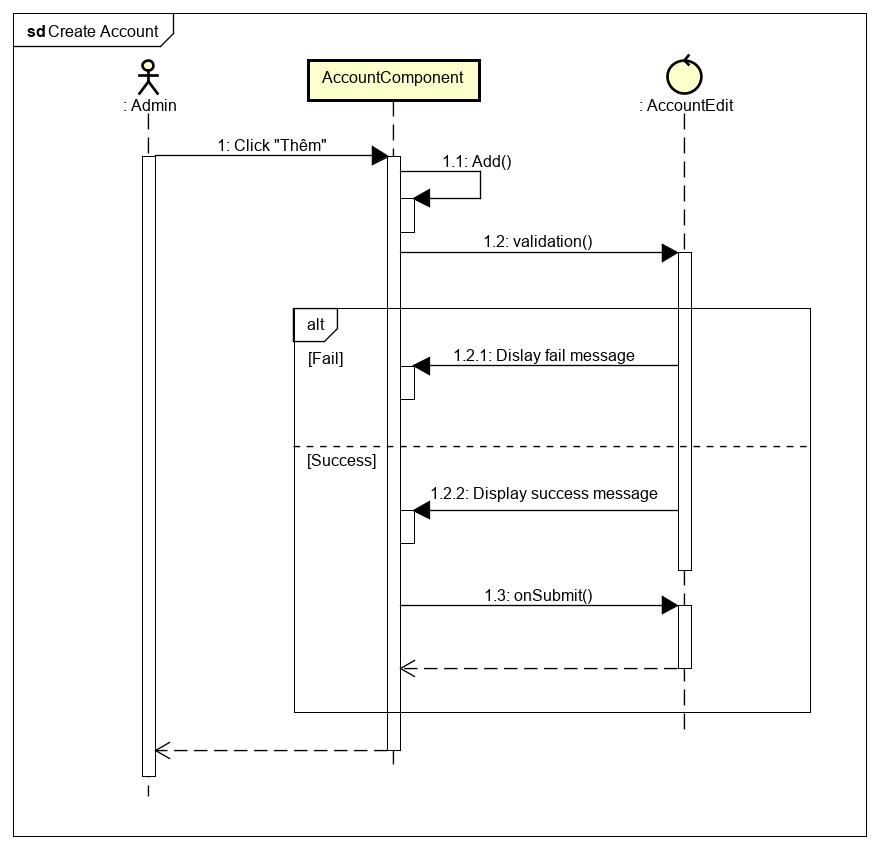 sd Create Account
: Admin
AccountComponent
: AccountEdit
1: Click "Thêm"
1.1: Add()
1.2: validation()
alt
[Fail]
1.2.1: Dislay fail message
[Success]
1.2.2: Display success message
1.3: onSubmit()